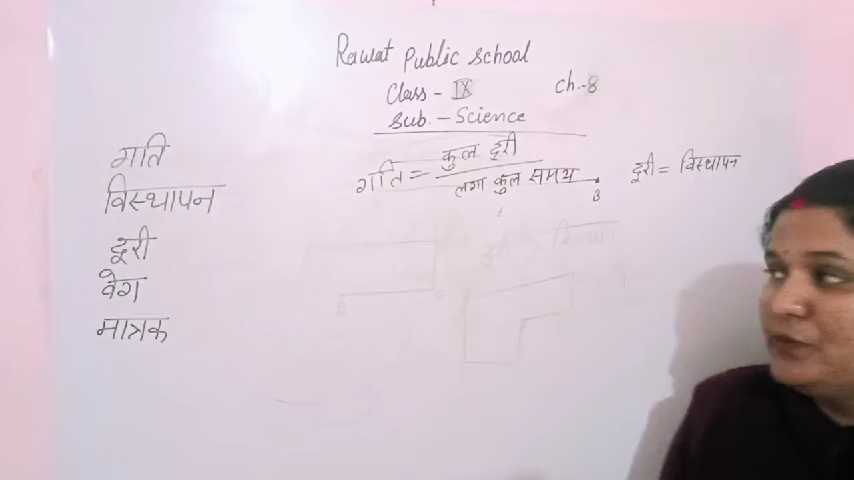 Rawat Public School
Class - IX Ch.-8
Sub. - Science
गति
विस्थापन
दूरी
वेग
मात्रक
गति = कुल दूरी
लगा कुल समय
B
दूरी = विस्थापन